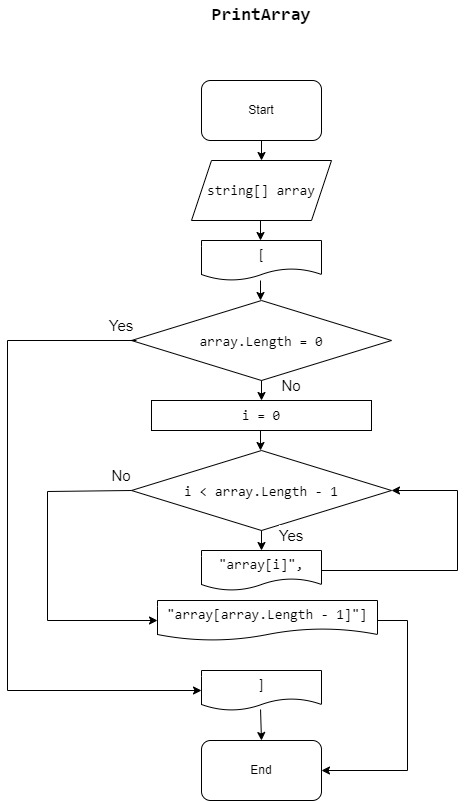 PrintArray
Start
string[] array
[
Yes
array.Length = 0
No
i = 0
No
i < array.Length - 1
Yes
"array[i]",
"array[array.Length - 1]"]
]
End